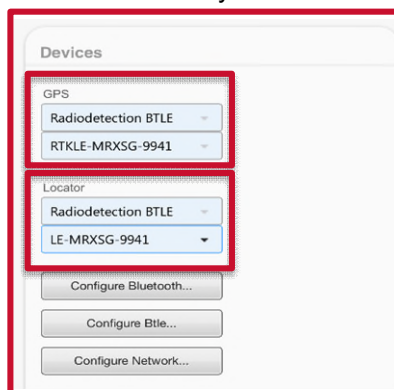 Devices
GPS
Radiodetection BTLE
RTKLE-MRXSG-9941
Locator
Radiodetection BTLE
LE-MRXSG-9941
Configure Bluetooth...
Configure Btle...
Configure Network...